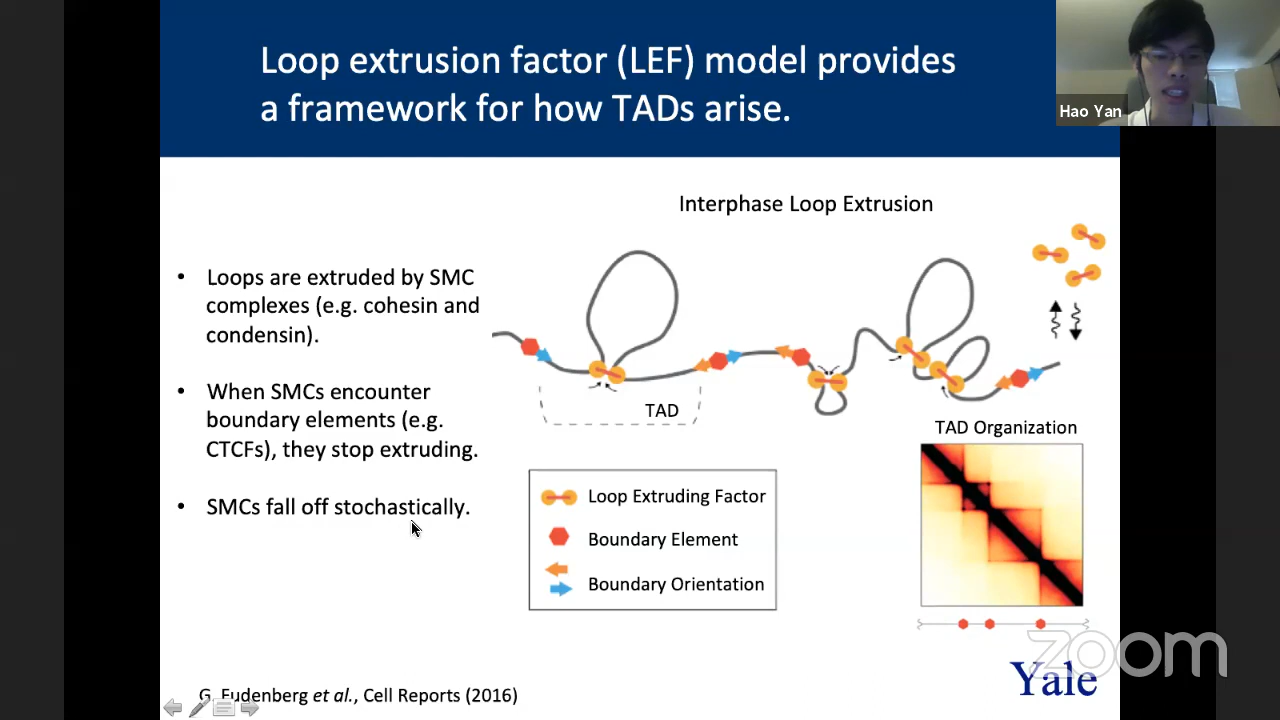 Loop extrusion factor (LEF) model provides
a framework for how TADs arise.
Hao Yan
Interphase Loop Extrusion
• Loops are extruded by SMC
complexes (e.g. cohesin and
condensin).
• When SMCs encounter
boundary elements (e.g.
CTCFs), they stop extruding.
• SMCs fall off stochastically.
TAD
TAD Organization
Loop Extruding Factor
Boundary Element
Boundary Orientation
zoom
Yale
G. Fudenberg et al., Cell Reports (2016)